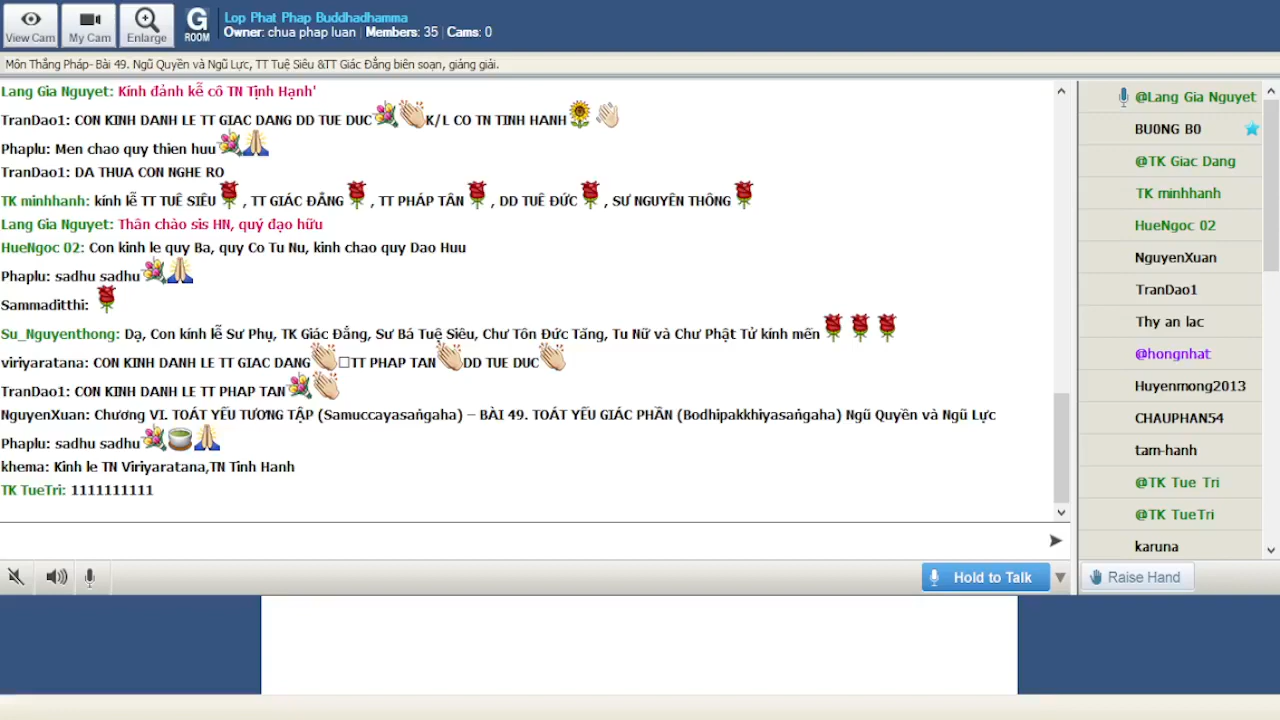 View Cam
My Cam
Enlarge
G
ROOM
Lop Phat Phap Buddhadhamma
Owner: chua phap luan | Members: 35 | Cams: 0
Môn Thắng Pháp- Bài 49. Ngũ Quyền và Ngũ Lực, TT Tuệ Siêu &TT Giác Đẳng biên soạn, giảng giải.
Lang Gia Nguyet: Kính đảnh kễ cô TN Tịnh Hạnh'
TranDao1: CON KINH DANH LE TT GIAC DANG DD TUE DUC K/L CO TN TINH HANH
Phaplu: Men chao quy thien huu
TranDao1: DA THUA CON NGHE RO
TK minhhanh: kính lễ TT TUÊ SIÊU , TT GIÁC ĐẲNG , TT PHÁP TÂN , DD TUÊ ĐỨC , SƯ NGUYÊN THÔNG
Lang Gia Nguyet: Thân chào sis HN, quý đạo hữu
HueNgoc 02: Con kinh le quy Ba, quy Co Tu Nu, kinh chao quy Dao Huu
Phaplu: sadhu sadhu
Sammaditthi:
Su_Nguyenthong: Dạ, Con kính lễ Sư Phụ, TK Giác Đẳng, Sư Bá Tuệ Siêu, Chư Tôn Đức Tăng, Tu Nữ và Chư Phật Tử kính mến
viriyaratana: CON KINH DANH LE TT GIAC DANG TT PHAP TAN DD TUE DUC
TranDao1: CON KINH DANH LE TT PHAP TAN
NguyenXuan: Chương VI. TOÁT YẾU TƯƠNG TẬP (Samuccayasaṅgaha) – BÀI 49. TOÁT YẾU GIÁC PHẦN (Bodhipakkhiyasaṅgaha) Ngũ Quyền và Ngũ Lực
Phaplu: sadhu sadhu
khema: Kinh le TN Viriyaratana,TN Tinh Hanh
TK TueTri: 1111111111
Hold to Talk
@Lang Gia Nguyet
BU0NG B0
@TK Giac Dang
TK minhhanh
HueNgoc 02
NguyenXuan
TranDao1
Thy an lac
@hongnhat
Huyenmong2013
CHAUPHAN54
tam-hanh
@TK Tue Tri
@TK TueTri
karuna
Raise Hand